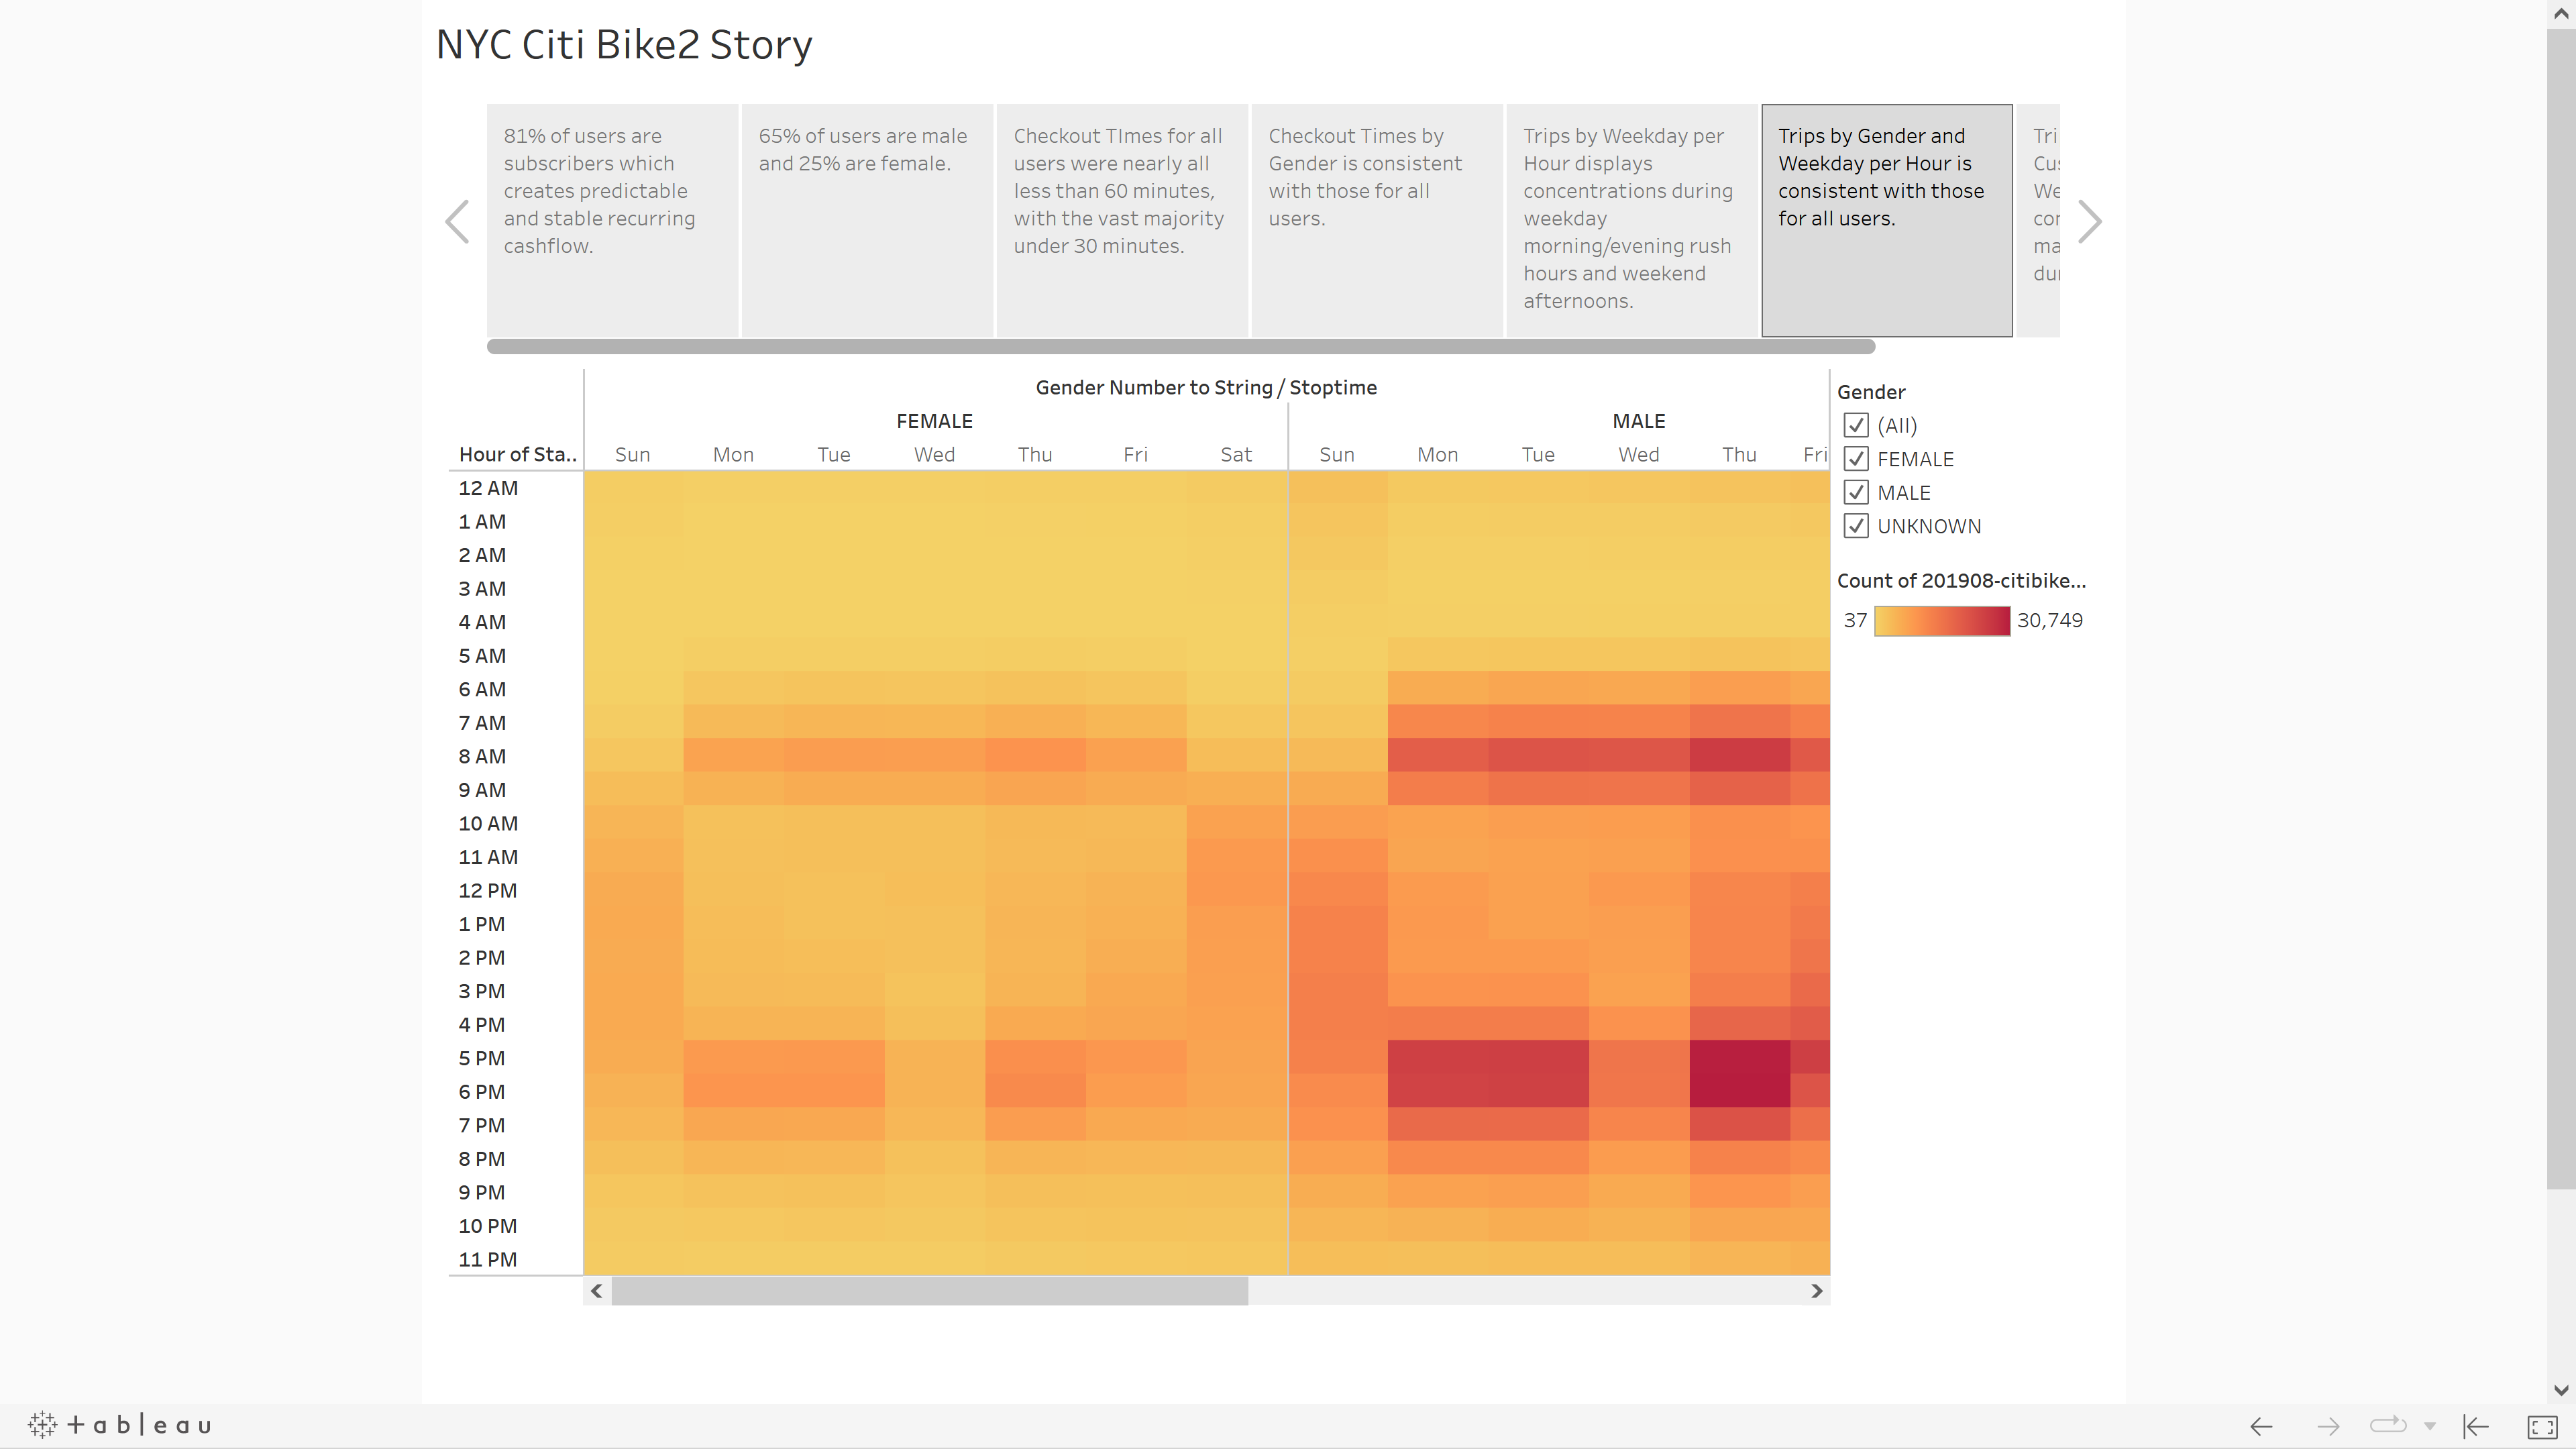 NYC Citi Bike2 Story
81% of users are
subscribers which
creates predictable
and stable recurring
cashflow.
65% of users are male
and 25% are female.
Checkout TImes for all
users were nearly all
less than 60 minutes,
with the vast majority
under 30 minutes.
Checkout Times by
Gender is consistent
with those for all
users.
Trips by Weekday per
Hour displays
concentrations during
weekday
morning/evening rush
hours and weekend
afternoons.
Trips by Gender and
Weekday per Hour is
consistent with those
for all users.
Tri
Cus
We
cor
ma
dur
Gender Number to String / Stoptime
FEMALE MALE
Hour of Sta.. Sun Mon Tue Wed Thu Fri Sat Sun Mon Tue Wed Thu Fri
12 AM
1 AM
2 AM
3 AM
4 AM
5 AM
6 AM
7 AM
8 AM
9 AM
10 AM
11 AM
12 PM
1 PM
2 PM
3 PM
4 PM
5 PM
6 PM
7 PM
8 PM
9 PM
10 PM
11 PM
Gender
(All)
FEMALE
MALE
UNKNOWN
Count of 201908-citibike...
37 30,749
+ a b l e a u